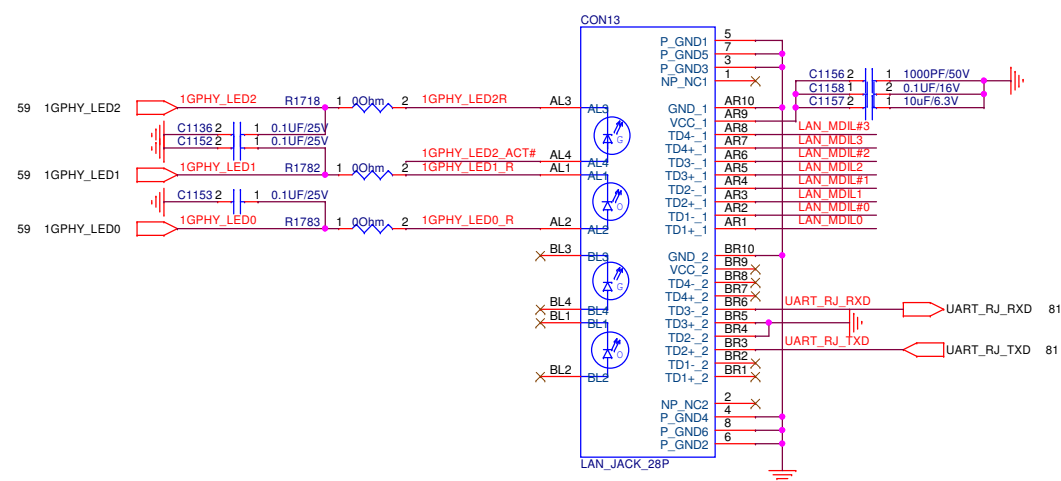 CON13
59 1GPHY_LED2 1GPHY_LED2 R1718 1 0Ohm 2 1GPHY_LED2R AL3 AL3
C1136 2 1 0.1UF/25V
C1152 2 1 0.1UF/25V
G
1GPHY_LED2_ACT# AL4 AL4
59 1GPHY_LED1 1GPHY_LED1 R1782 1 0Ohm 2 1GPHY_LED1_R AL1 AL1
C1153 2 1 0.1UF/25V
O
59 1GPHY_LED0 1GPHY_LED0 R1783 1 0Ohm 2 1GPHY_LED0_R AL2 AL2
BL3 BL3
G
BL4 BL4
BL1 BL1
O
BL2 BL2
P_GND1 5
P_GND5 7
P_GND3 3
NP_NC1 1
C1156 2 1 1000PF/50V
C1158 1 2 0.1UF/16V
C1157 2 1 10uF/6.3V
GND_1 AR10
VCC_1 AR9
TD4-_1 AR8 LAN_MDIL#3
TD4+_1 AR7 LAN_MDIL3
TD3-_1 AR6 LAN_MDIL#2
TD3+_1 AR5 LAN_MDIL2
TD2-_1 AR4 LAN_MDIL#1
TD2+_1 AR3 LAN_MDIL1
TD1-_1 AR2 LAN_MDIL#0
TD1+_1 AR1 LAN_MDIL0
GND_2 BR10
VCC_2 BR9
TD4-_2 BR8
TD4+_2 BR7
TD3-_2 BR6 UART_RJ_RXD UART_RJ_RXD 81
TD3+_2 BR5
TD2-_2 BR4
TD2+_2 BR3 UART_RJ_TXD UART_RJ_TXD 81
TD1-_2 BR2
TD1+_2 BR1
NP_NC2 2
P_GND4 4
P_GND6 8
P_GND2 6
LAN_JACK_28P